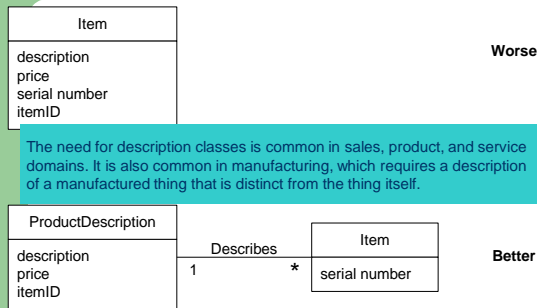 Item
description
price
serial number
itemID
Worse
The need for description classes is common in sales, product, and service
domains. It is also common in manufacturing, which requires a description
of a manufactured thing that is distinct from the thing itself.
ProductDescription
description
price
itemID
Describes
1
*
Item
serial number
Better